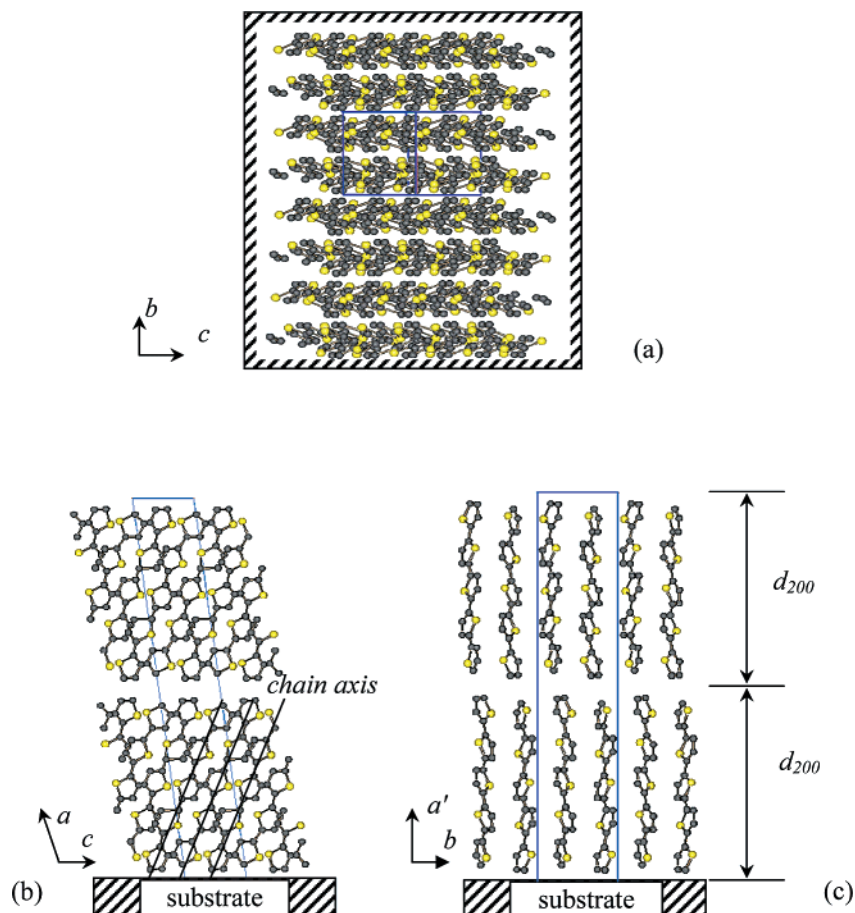 b
c
(a)
chain axis
a
c
(b)
substrate
d200
d200
a'
b
substrate
(c)